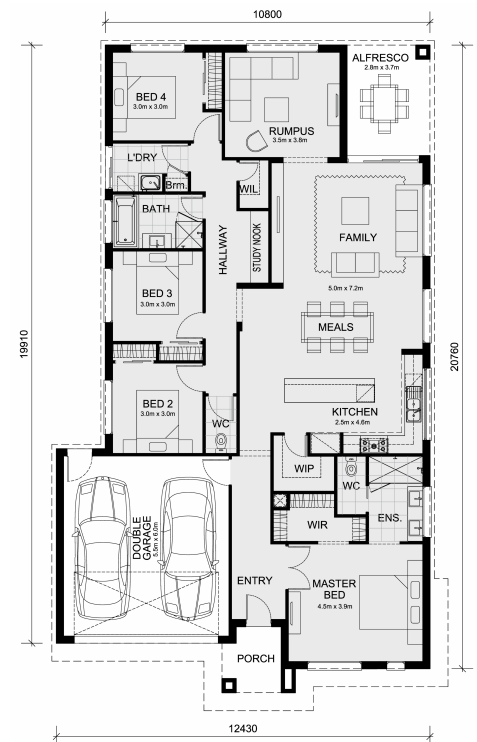 10800
ALFRESCO
2.8m x 3.7m
BED 4
3.0m x 3.0m
RUMPUS
3.5m x 3.8m
L'DRY
Brm.
WIL
BATH
HALLWAY
STUDY NOOK
FAMILY
5.0m x 7.2m
BED 3
3.0m x 3.0m
MEALS
19910
20760
BED 2
3.0m x 3.0m
WC
KITCHEN
2.5m x 4.6m
WIP
WC
ENS.
WIR
DOUBLE
GARAGE
5.5m x 6.0m
ENTRY
MASTER
BED
4.5m x 3.9m
PORCH
12430